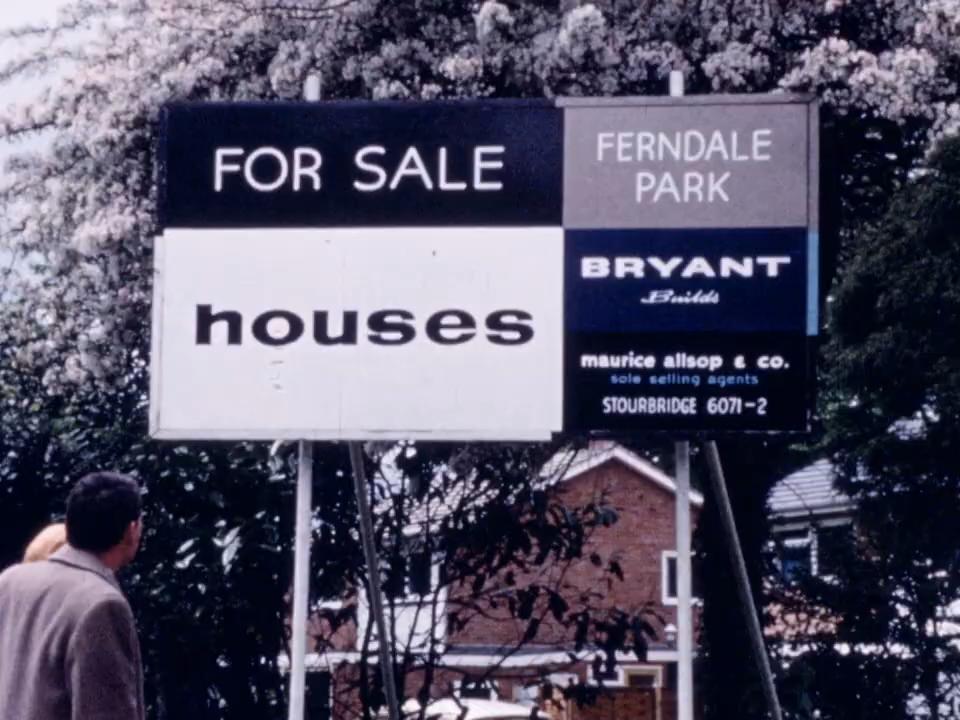 FOR SALE
houses
FERNDALE
PARK
BRYANT
Builds
maurice allsop & co.
sole selling agents
STOURBRIDGE 6071-2